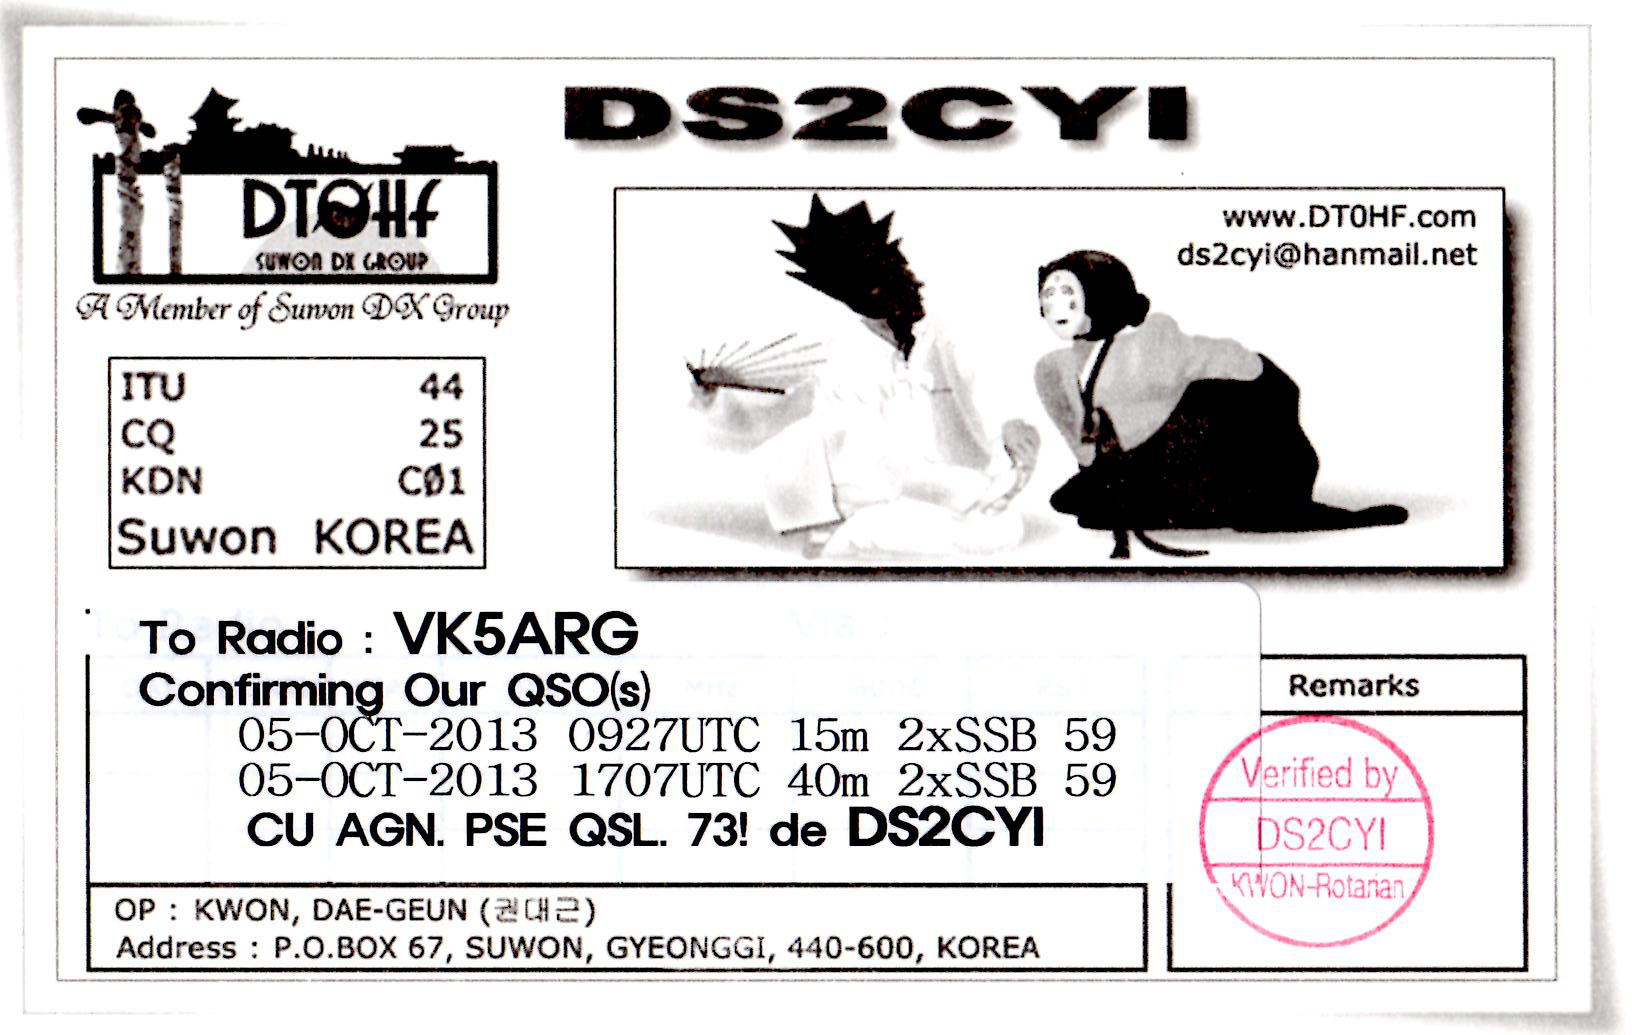 DS2CYI
DTØHF
SUWON DX GROUP
A Member of Suwon DX Group
www.DT0HF.com
ds2cyi@hanmail.net
ITU 44
CQ 25
KDN CØ1
Suwon KOREA
To Radio : VK5ARG
Confirming Our QSO(s)
05-OCT-2013 0927UTC 15m 2xSSB 59
05-OCT-2013 1707UTC 40m 2xSSB 59
CU AGN. PSE QSL. 73! de DS2CYI
Remarks
Verified by
DS2CYI
KWON-Rotarian
OP : KWON, DAE-GEUN (권대근)
Address : P.O.BOX 67, SUWON, GYEONGGI, 440-600, KOREA